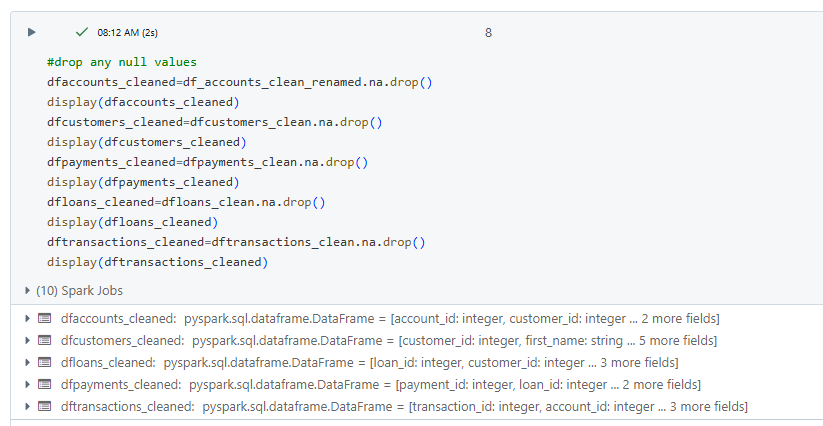 08:12 AM (2s)
8
#drop any null values
dfaccounts_cleaned=df_accounts_clean_renamed.na.drop()
display(dfaccounts_cleaned)
dfcustomers_cleaned=dfcustomers_clean.na.drop()
display(dfcustomers_cleaned)
dfpayments_cleaned=dfpayments_clean.na.drop()
display(dfpayments_cleaned)
dfloans_cleaned=dfloans_clean.na.drop()
display(dfloans_cleaned)
dftransactions_cleaned=dftransactions_clean.na.drop()
display(dftransactions_cleaned)
(10) Spark Jobs
dfaccounts_cleaned: pyspark.sql.dataframe.DataFrame = [account_id: integer, customer_id: integer ... 2 more fields]
dfcustomers_cleaned: pyspark.sql.dataframe.DataFrame = [customer_id: integer, first_name: string ... 5 more fields]
dfloans_cleaned: pyspark.sql.dataframe.DataFrame = [loan_id: integer, customer_id: integer ... 3 more fields]
dfpayments_cleaned: pyspark.sql.dataframe.DataFrame = [payment_id: integer, loan_id: integer ... 2 more fields]
dftransactions_cleaned: pyspark.sql.dataframe.DataFrame = [transaction_id: integer, account_id: integer ... 3 more fields]